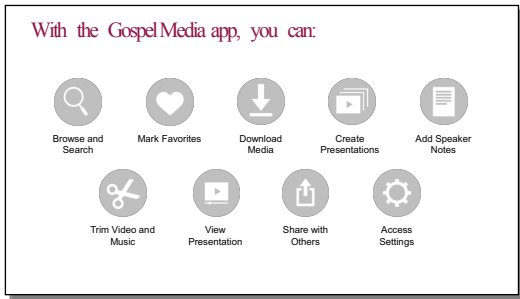 With the Gospel Media app, you can:
Browse and
Search
Mark Favorites
Download
Media
Create
Presentations
Add Speaker
Notes
Trim Video and
Music
View
Presentation
Share with
Others
Access
Settings